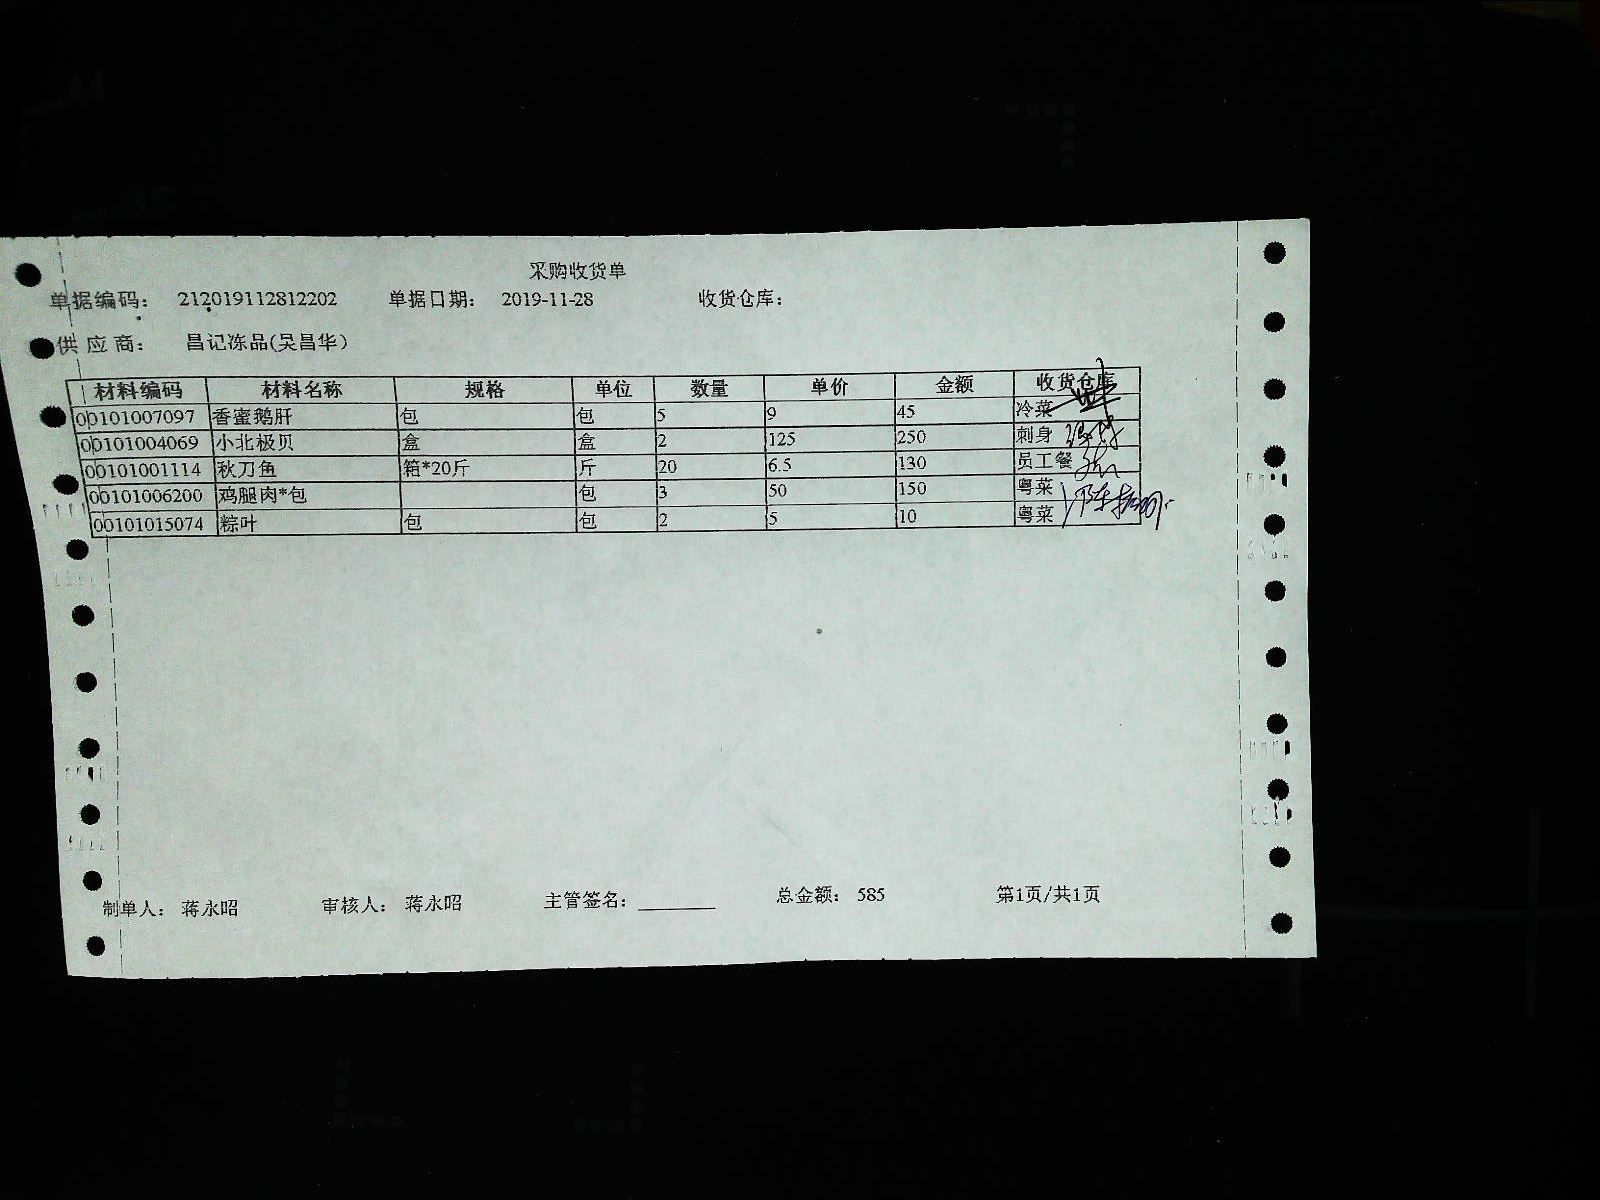 采购收货单
单据编码： 212019112812202 单据日期： 2019-11-28 收货仓库：
供应商： 昌记冻品(吴昌华）
材料编码 材料名称 规格 单位 数量 单价 金额 收货仓库
00101007097 香蜜鹅肝 包 包 5 9 45 冷菜
00101004069 小北极贝 盒 盒 2 125 250 刺身
00101001114 秋刀鱼 箱*20斤 斤 20 6.5 130 员工餐
00101006200 鸡腿肉*包 包 3 50 150 粤菜
00101015074 粽叶 包 包 2 5 10 粤菜
制单人： 蒋永昭 审核人： 蒋永昭 主管签名：________ 总金额： 585 第1页/共1页